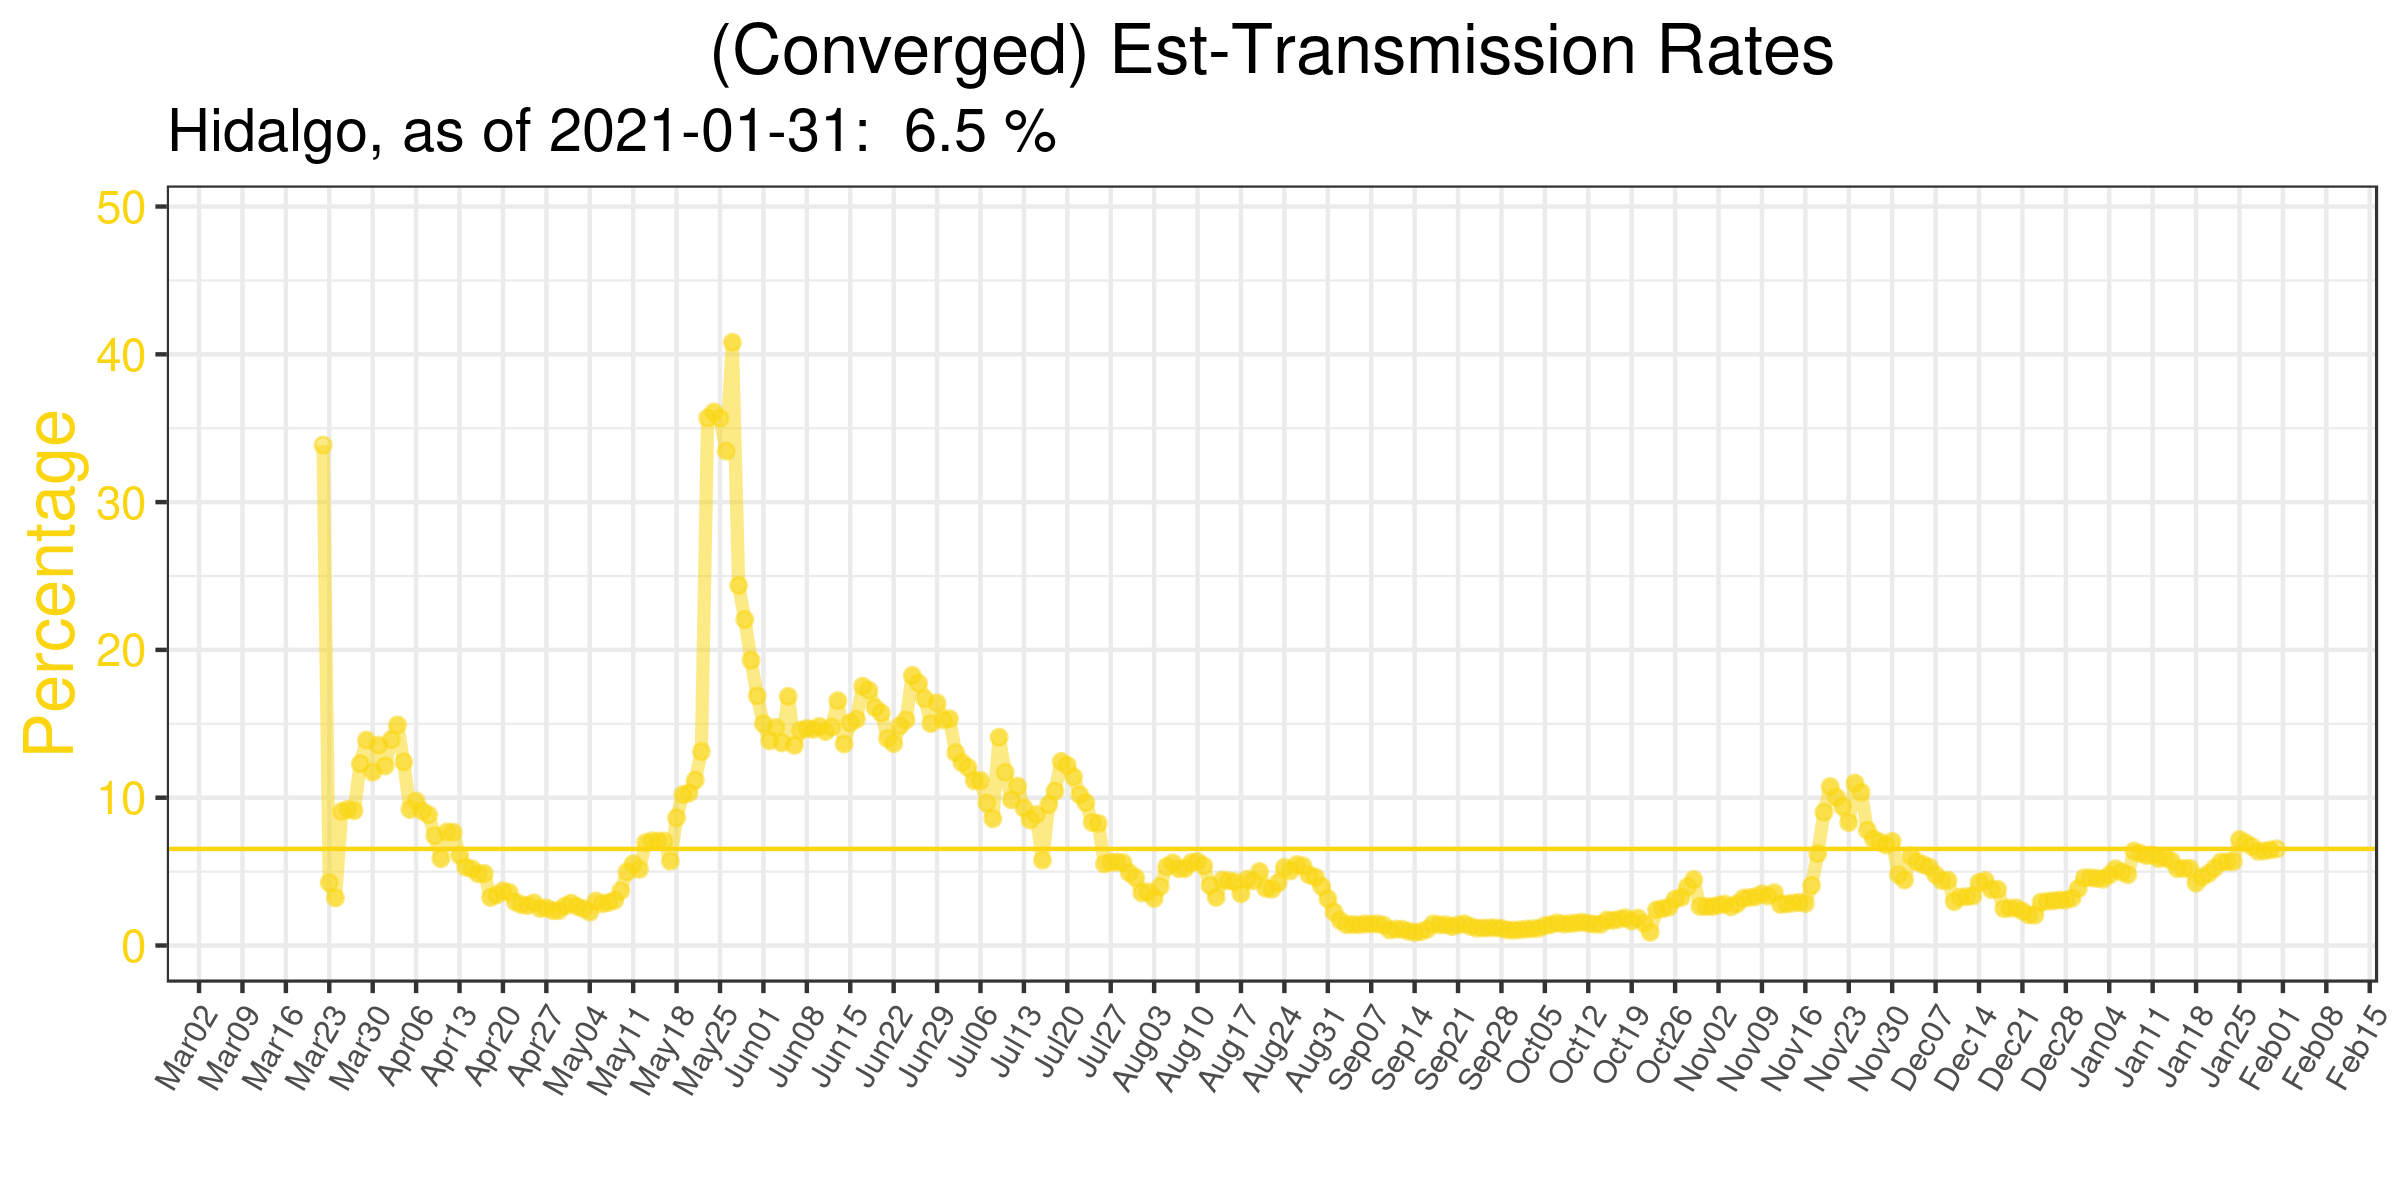 (Converged) Est-Transmission Rates
Hidalgo, as of 2021-01-31:  6.5 %
Percentage
50
40
30
20
10
0
Mar02
Mar09
Mar16
Mar23
Mar30
Apr06
Apr13
Apr20
Apr27
May04
May11
May18
May25
Jun01
Jun08
Jun15
Jun22
Jun29
Jul06
Jul13
Jul20
Jul27
Aug03
Aug10
Aug17
Aug24
Aug31
Sep07
Sep14
Sep21
Sep28
Oct05
Oct12
Oct19
Oct26
Nov02
Nov09
Nov16
Nov23
Nov30
Dec07
Dec14
Dec21
Dec28
Jan04
Jan11
Jan18
Jan25
Feb01
Feb08
Feb15